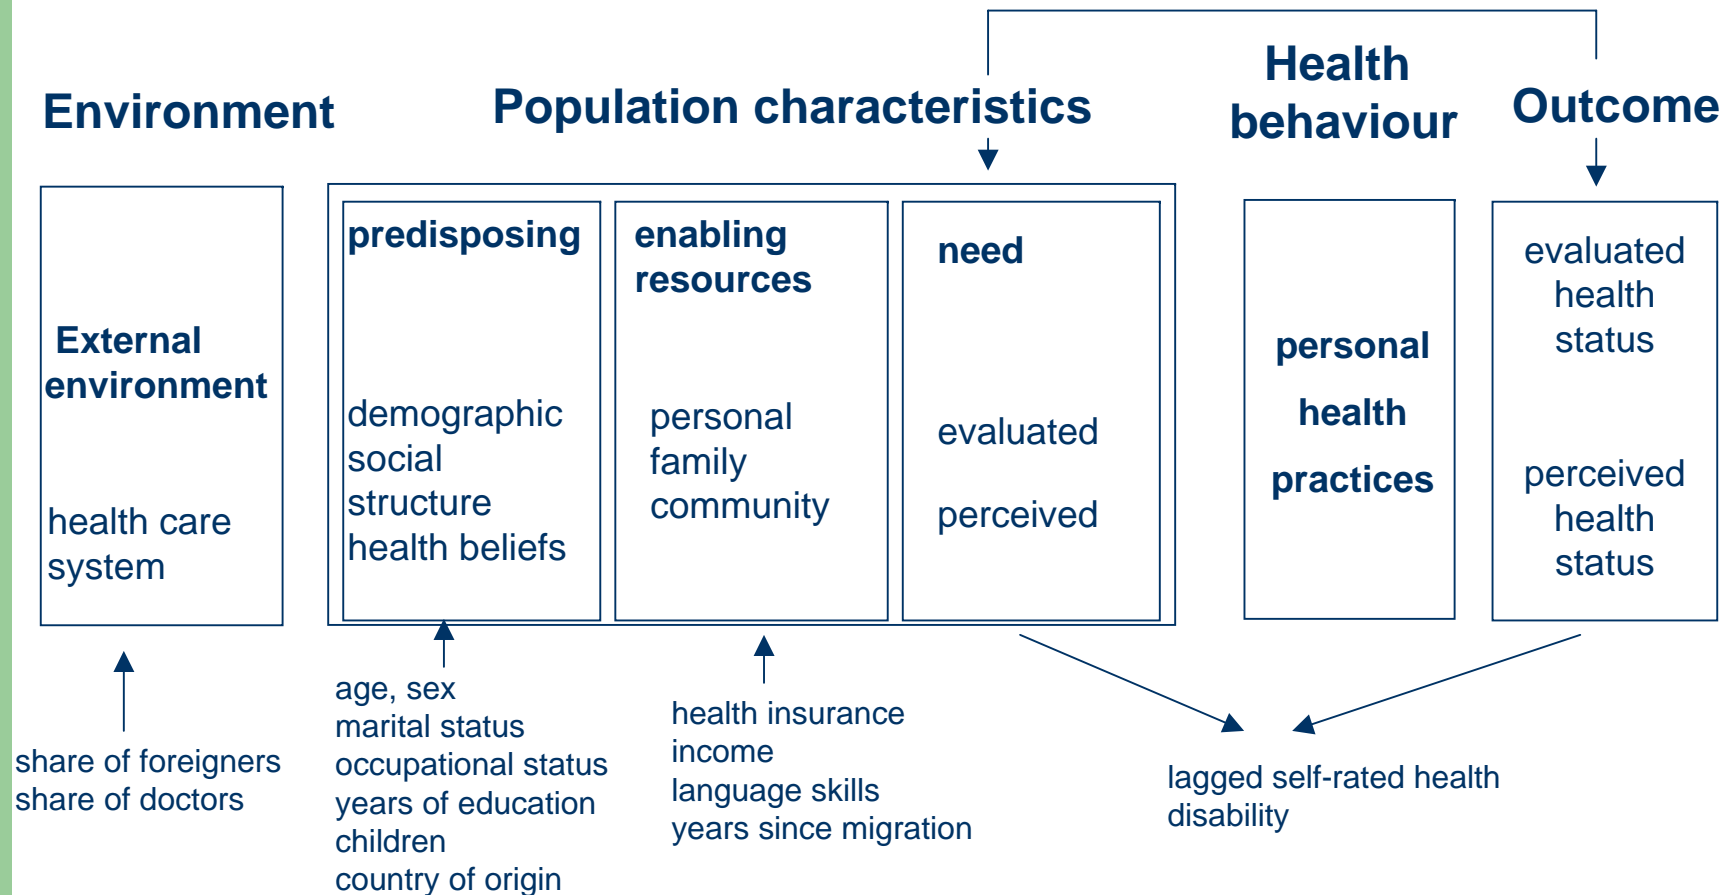 Environment
Population characteristics
Health
behaviour
Outcome
External
environment
health care
system
predisposing
demographic
social
structure
health beliefs
enabling
resources
personal
family
community
need
evaluated
perceived
personal
health
practices
evaluated
health
status
perceived
health
status
share of foreigners
share of doctors
age, sex
marital status
occupational status
years of education
children
country of origin
health insurance
income
language skills
years since migration
lagged self-rated health
disability